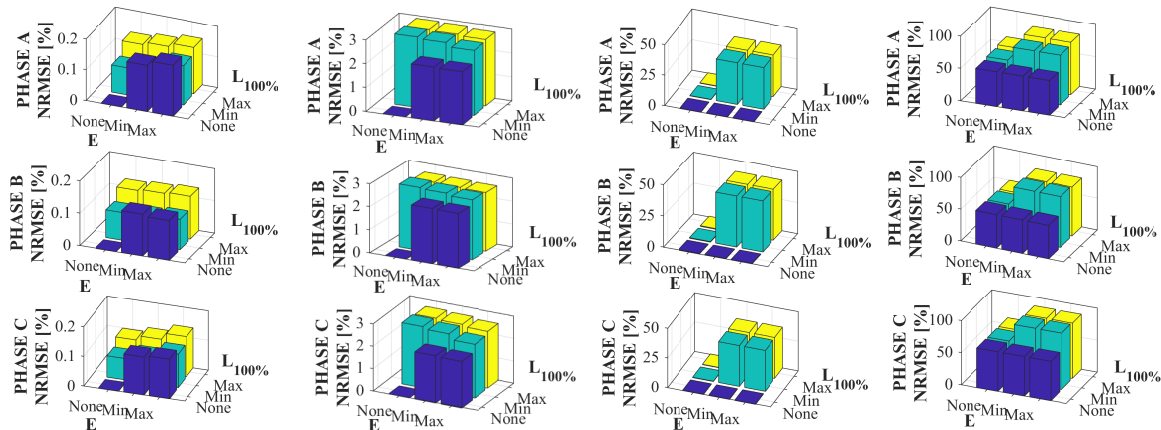 PHASE A
NRMSE [%]
0.2
0.1
0
None
Min
Max
E
None
Min
Max
L100%
PHASE A
NRMSE [%]
3
2
1
0
None
Min
Max
E
None
Min
Max
L100%
PHASE A
NRMSE [%]
50
25
0
None
Min
Max
E
None
Min
Max
L100%
PHASE A
NRMSE [%]
100
50
0
None
Min
Max
E
None
Min
Max
L100%
PHASE B
NRMSE [%]
0.2
0.1
0
None
Min
Max
E
None
Min
Max
L100%
PHASE B
NRMSE [%]
3
2
1
0
None
Min
Max
E
None
Min
Max
L100%
PHASE B
NRMSE [%]
50
25
0
None
Min
Max
E
None
Min
Max
L100%
PHASE B
NRMSE [%]
100
50
0
None
Min
Max
E
None
Min
Max
L100%
PHASE C
NRMSE [%]
0.2
0.1
0
None
Min
Max
E
None
Min
Max
L100%
PHASE C
NRMSE [%]
3
2
1
0
None
Min
Max
E
None
Min
Max
L100%
PHASE C
NRMSE [%]
50
25
0
None
Min
Max
E
None
Min
Max
L100%
PHASE C
NRMSE [%]
100
50
0
None
Min
Max
E
None
Min
Max
L100%